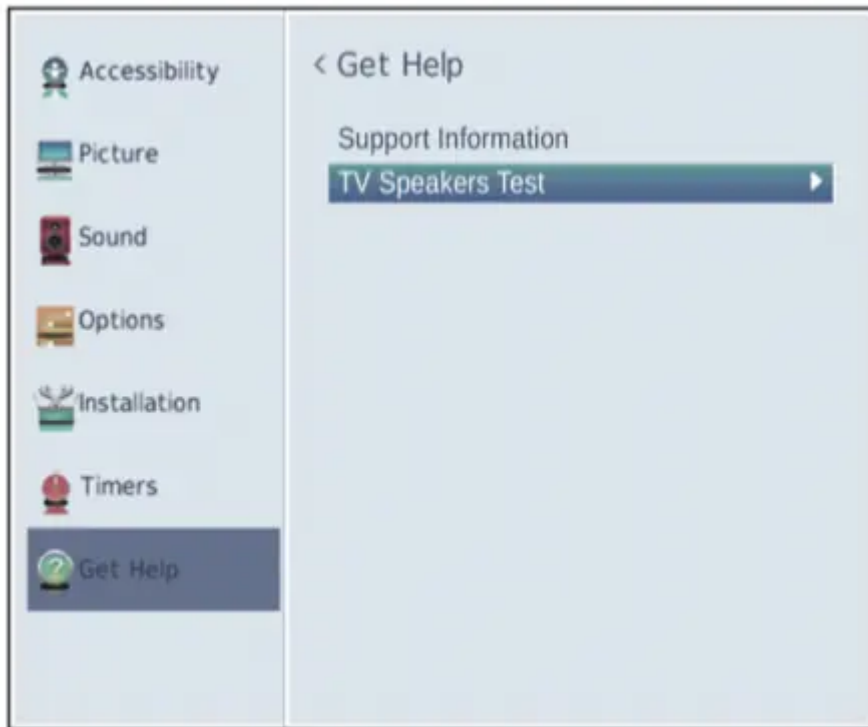 Accessibility
Picture
Sound
Options
Installation
Timers
Get Help
< Get Help
Support Information
TV Speakers Test